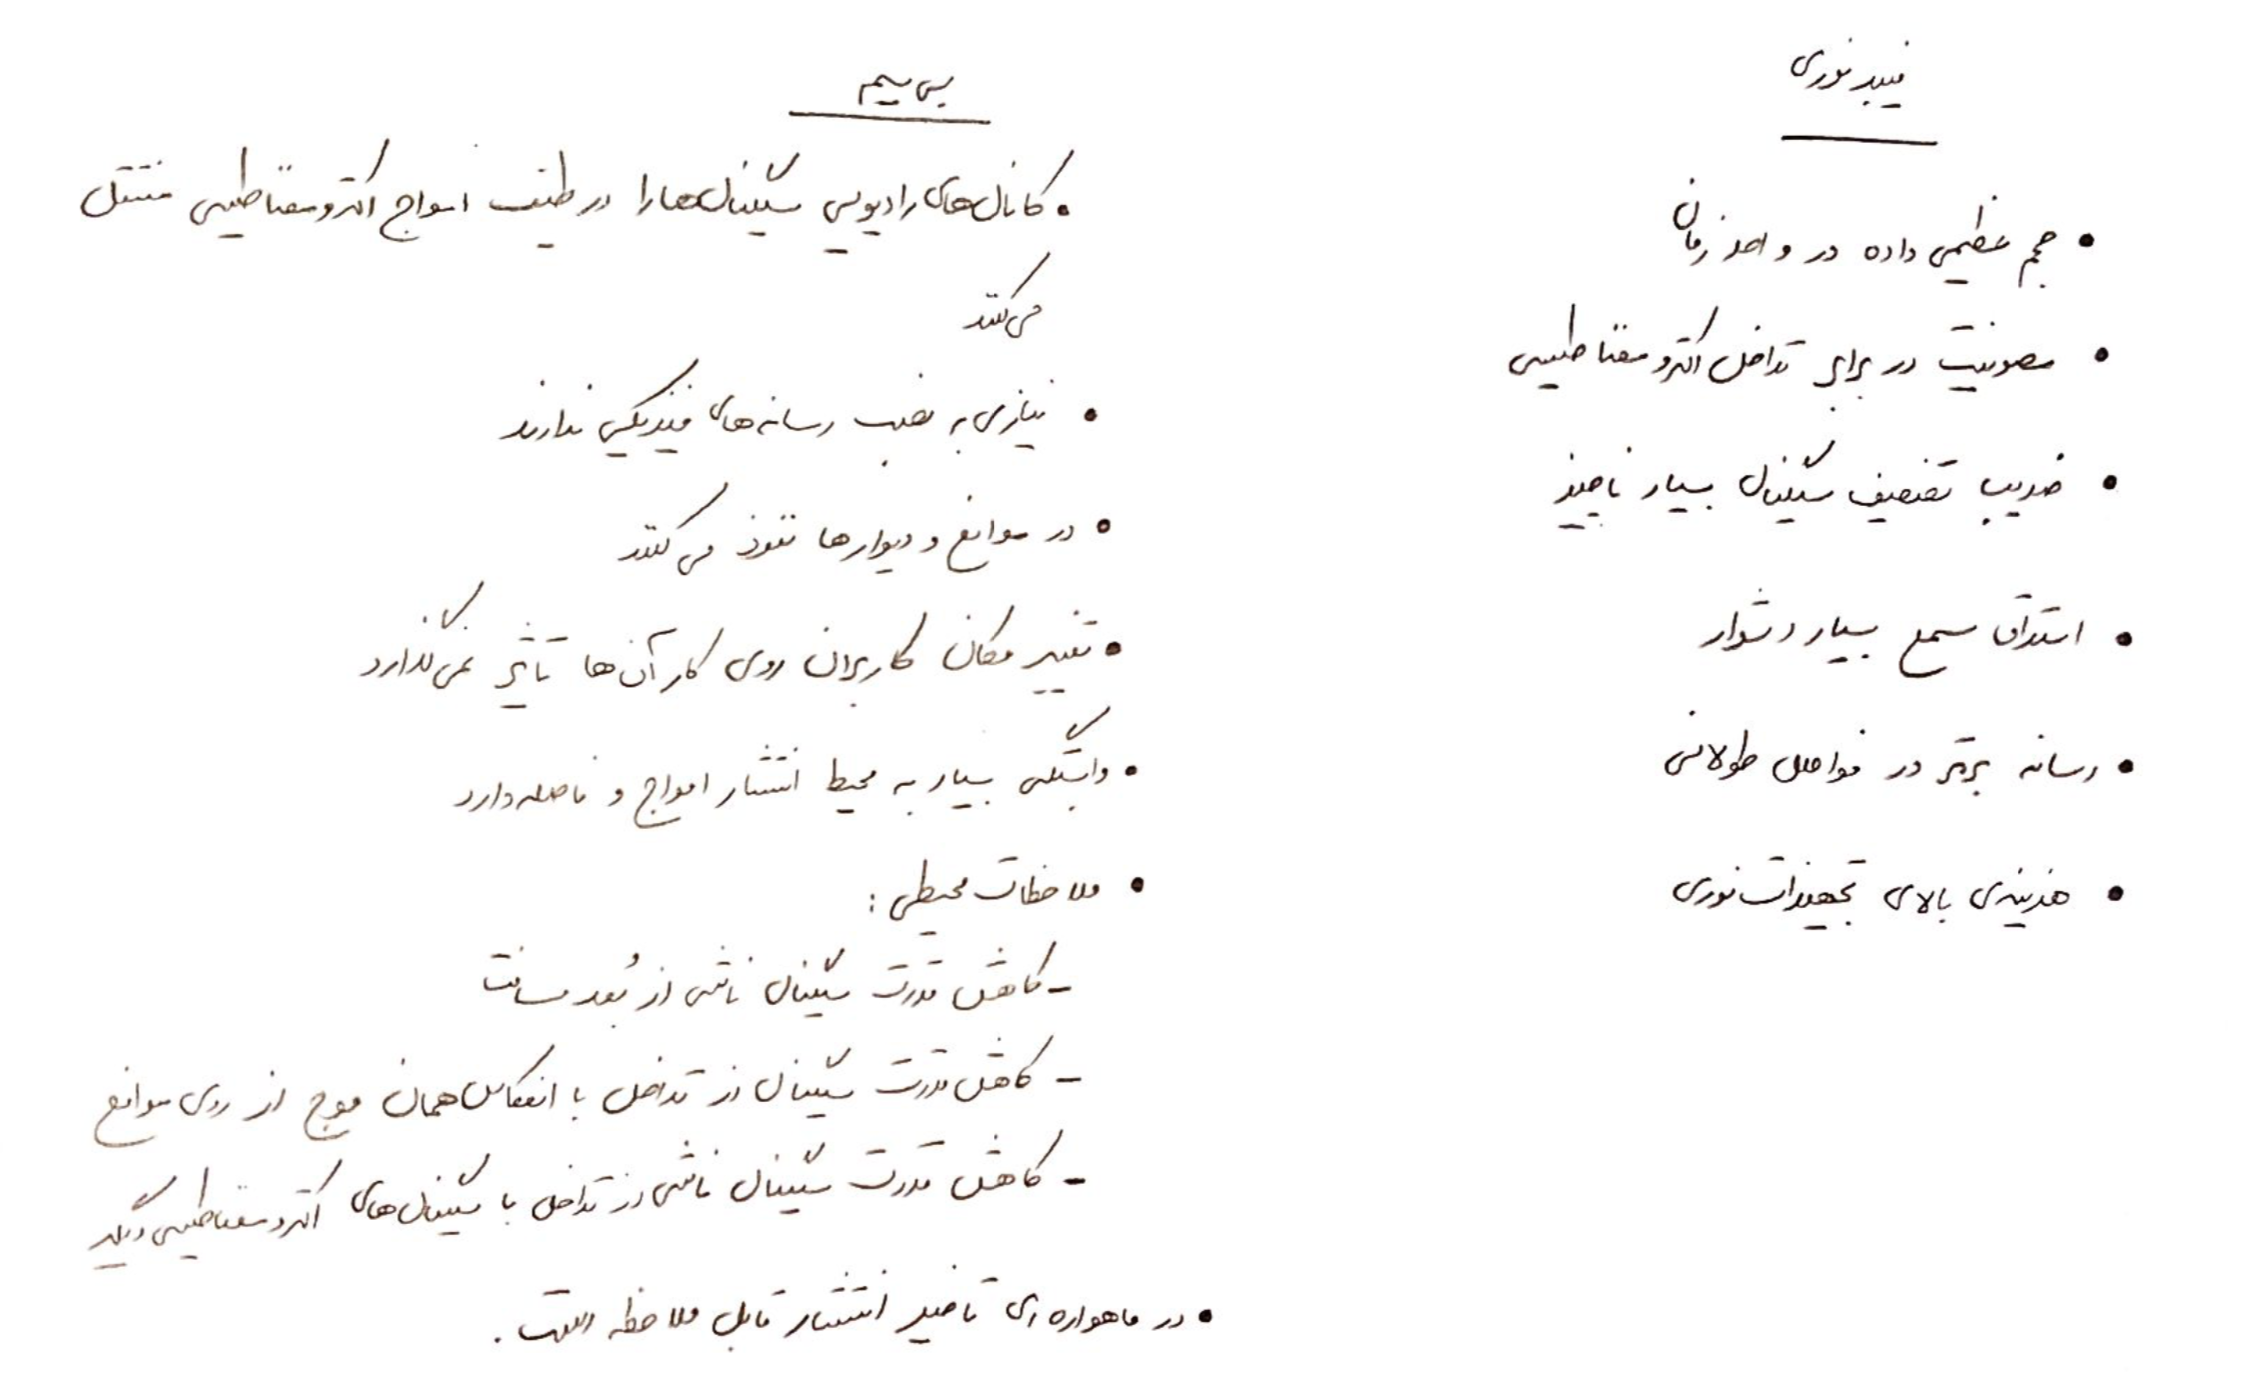 فیبر نوری
• حجم عظیمی داده در واحد زمان
• مصونیت در برابر تداخل الکترومغناطیسی
• ضریب تضعیف سیگنال بسیار ناچیز
• استراق سمع بسیار دشوار
• رسانه برتر در فواصل طولانی
• هزینه‌ی بالای تجهیزات نوری
بی‌سیم
• کانال‌های رادیویی سیگنال‌ها را در طیف امواج الکترومغناطیسی منتقل
می‌کنند
• نیازی به نصب رسانه‌های فیزیکی ندارند
• در موانع و دیوارها نفوذ می‌کنند
• تغییر مکان کاربران روی کار آن‌ها تاثیر نمی‌گذارد
• وابستگی بسیار به محیط انتشار امواج و فاصله دارد
• ملاحظات محیطی:
- کاهش قدرت سیگنال ناشی از بُعد مسافت
- کاهش قدرت سیگنال از تداخل با انعکاس همان موج از روی موانع
- کاهش قدرت سیگنال ناشی از تداخل با سیگنال‌های الکترومغناطیسی دیگر
• در ماهواره‌ای تاخیر انتشار قابل ملاحظه است.